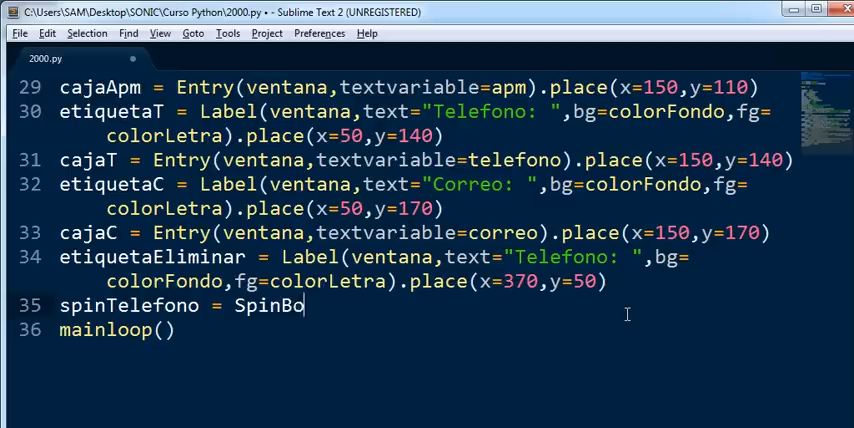 C:\Users\SAM\Desktop\SONIC\Curso Python\2000.py • - Sublime Text 2 (UNREGISTERED)
File Edit Selection Find View Goto Tools Project Preferences Help
2000.py
29 cajaApm = Entry(ventana,textvariable=apm).place(x=150,y=110)
30 etiquetaT = Label(ventana,text="Telefono: ",bg=colorFondo,fg=
colorLetra).place(x=50,y=140)
31 cajaT = Entry(ventana,textvariable=telefono).place(x=150,y=140)
32 etiquetaC = Label(ventana,text="Correo: ",bg=colorFondo,fg=
colorLetra).place(x=50,y=170)
33 cajaC = Entry(ventana,textvariable=correo).place(x=150,y=170)
34 etiquetaEliminar = Label(ventana,text="Telefono: ",bg=
colorFondo,fg=colorLetra).place(x=370,y=50)
35 spinTelefono = SpinBo
36 mainloop()